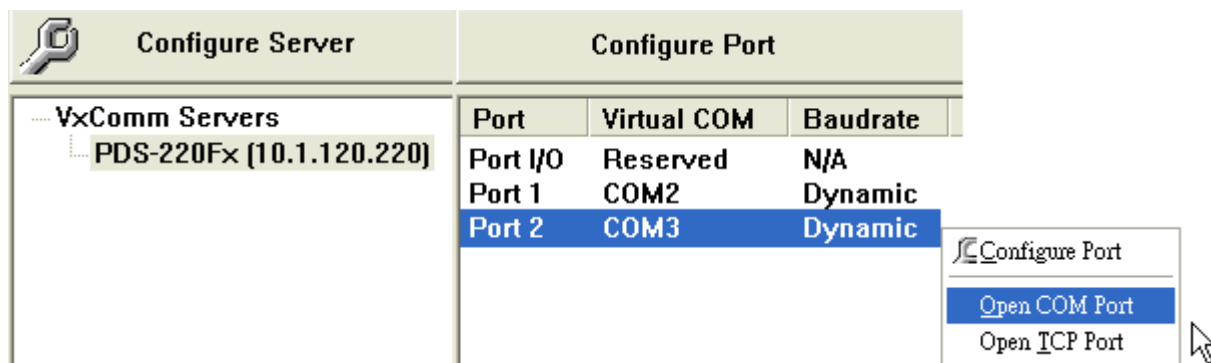 Configure Server
Configure Port
VxComm Servers
PDS-220Fx (10.1.120.220)
Port Virtual COM Baudrate
Port I/O Reserved N/A
Port 1 COM2 Dynamic
Port 2 COM3 Dynamic
Configure Port
Open COM Port
Open TCP Port